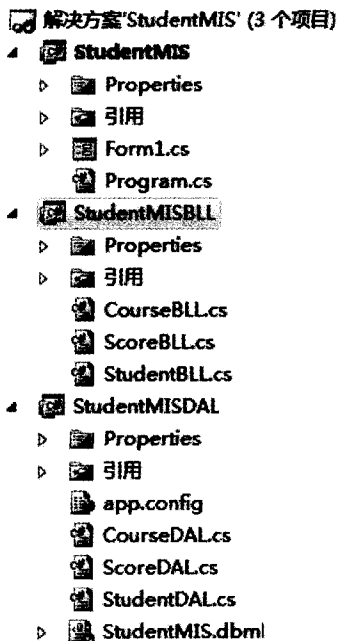 解决方案'StudentMIS' (3 个项目)
StudentMIS
Properties
引用
Form1.cs
Program.cs
StudentMISBLL
Properties
引用
CourseBLL.cs
ScoreBLL.cs
StudentBLL.cs
StudentMISDAL
Properties
引用
app.config
CourseDAL.cs
ScoreDAL.cs
StudentDAL.cs
StudentMIS.dbml